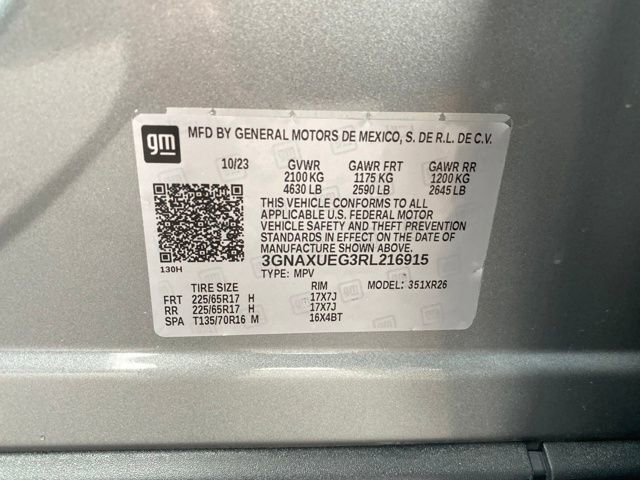 gm
MFD BY GENERAL MOTORS DE MEXICO, S. DE R.L. DE C.V.
10/23 GVWR GAWR FRT GAWR RR
2100 KG 1175 KG 1200 KG
4630 LB 2590 LB 2645 LB
THIS VEHICLE CONFORMS TO ALL
APPLICABLE U.S. FEDERAL MOTOR
VEHICLE SAFETY AND THEFT PREVENTION
STANDARDS IN EFFECT ON THE DATE OF
MANUFACTURE SHOWN ABOVE.
3GNAXUEG3RL216915
130H
TYPE: MPV
TIRE SIZE RIM MODEL: 351XR26
FRT 225/65R17 H 17X7J
RR 225/65R17 H 17X7J
SPA T135/70R16 M 16X4BT